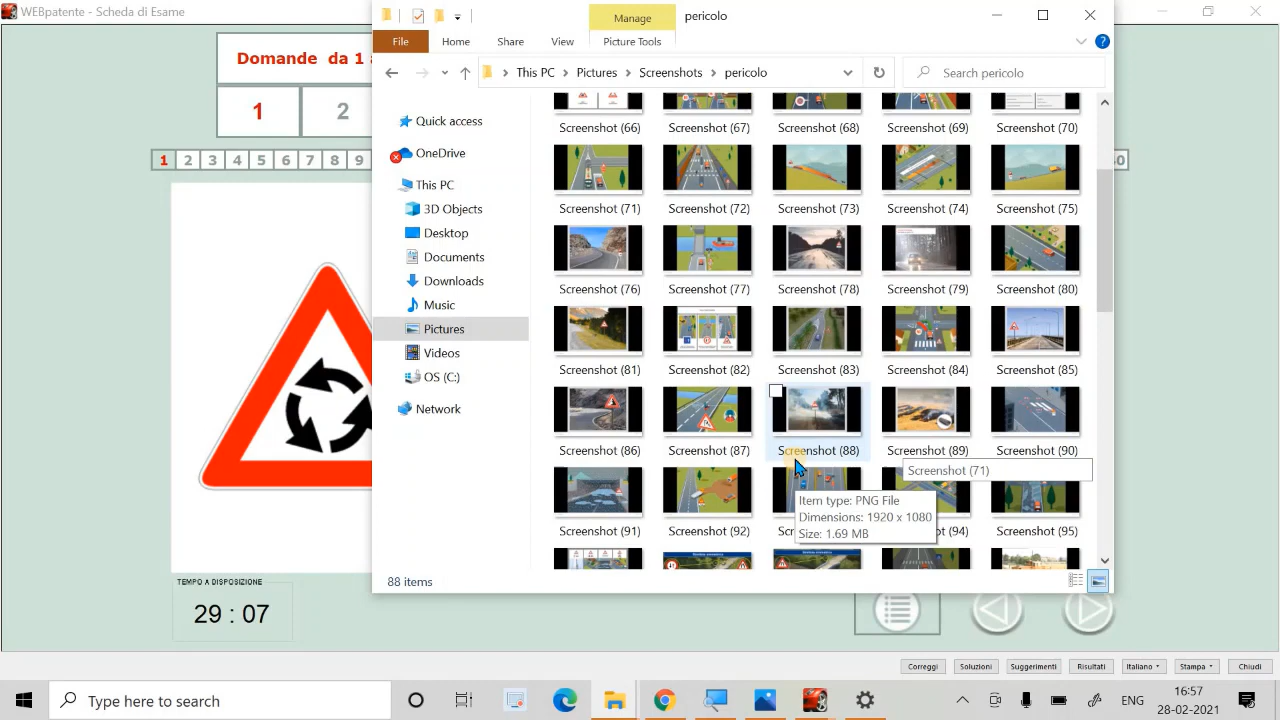 WEBpatente - Scheda di Esame
Manage
pericolo
File
Home
Share
View
Picture Tools
This PC
Pictures
Screenshots
pericolo
Search pericolo
Domande da 1
1
2
1 2 3 4 5 6 7 8 9
Quick access
OneDrive
This PC
3D Objects
Desktop
Documents
Downloads
Music
Pictures
Videos
OS (C:)
Network
Screenshot (66)
Screenshot (67)
Screenshot (68)
Screenshot (69)
Screenshot (70)
Screenshot (71)
Screenshot (72)
Screenshot (73)
Screenshot (74)
Screenshot (75)
Screenshot (76)
Screenshot (77)
Screenshot (78)
Screenshot (79)
Screenshot (80)
Screenshot (81)
Screenshot (82)
Screenshot (83)
Screenshot (84)
Screenshot (85)
Screenshot (86)
Screenshot (87)
Screenshot (88)
Screenshot (89)
Screenshot (90)
Screenshot (71)
Item type: PNG File
Dimensions: 1920 x 1080
Size: 1.69 MB
Screenshot (91)
Screenshot (92)
(94)
Screenshot (95)
88 items
TEMPO A DISPOSIZIONE
29 : 07
Correggi
Soluzioni
Suggerimenti
Risultati
Italiano
Stampa
Chiudi
Type here to search
ENG
16:57
28-02-2021